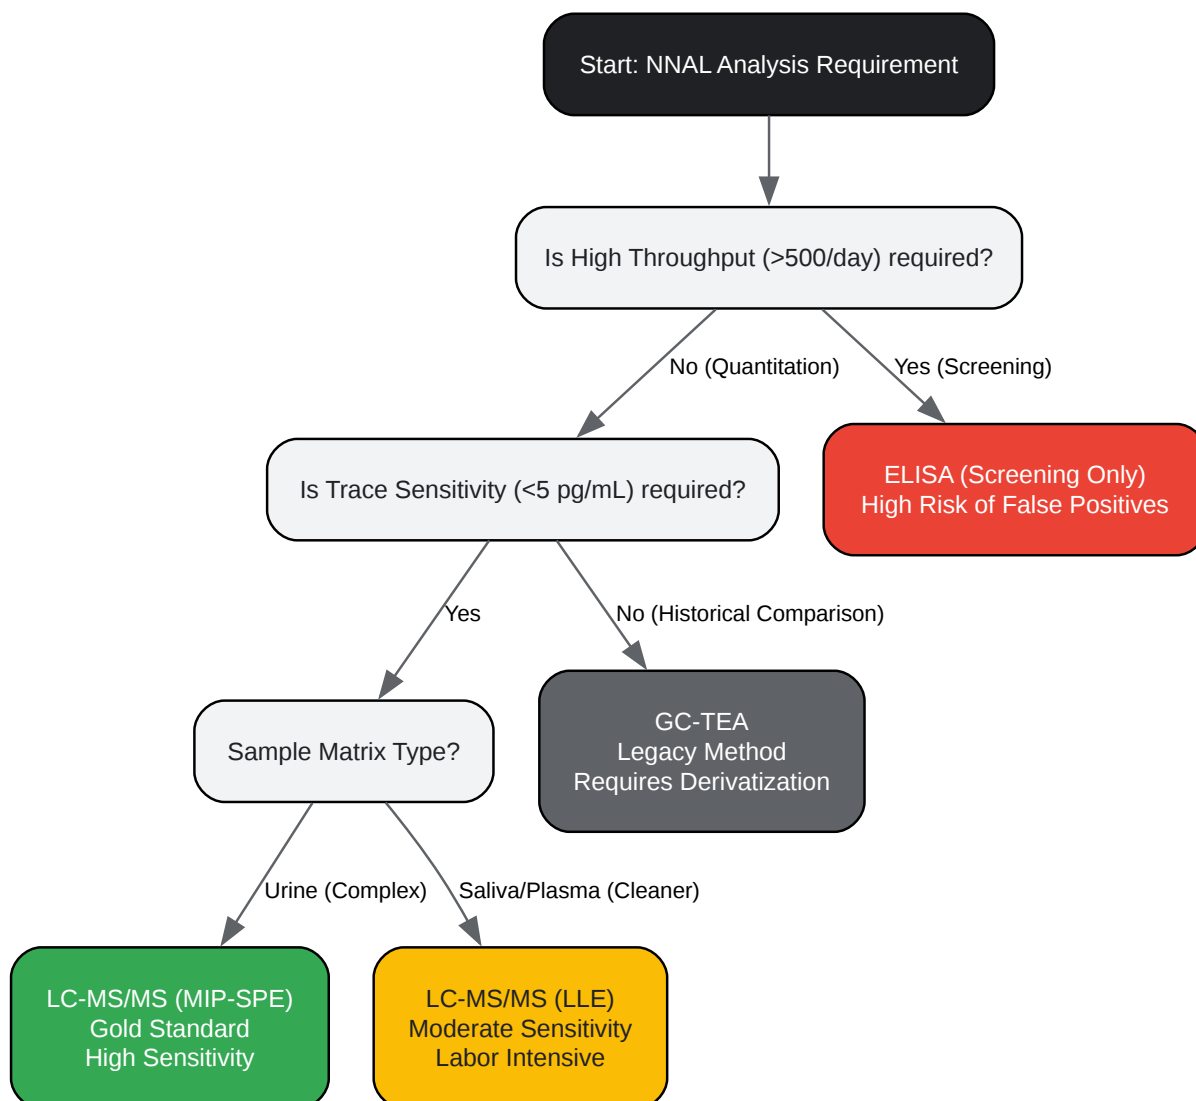 Start: NNAL Analysis Requirement
Is High Throughput (>500/day) required?
No (Quantitation)
Yes (Screening)
Is Trace Sensitivity (<5 pg/mL) required?
ELISA (Screening Only)
High Risk of False Positives
Yes
No (Historical Comparison)
Sample Matrix Type?
GC-TEA
Legacy Method
Requires Derivatization
Urine (Complex)
Saliva/Plasma (Cleaner)
LC-MS/MS (MIP-SPE)
Gold Standard
High Sensitivity
LC-MS/MS (LLE)
Moderate Sensitivity
Labor Intensive